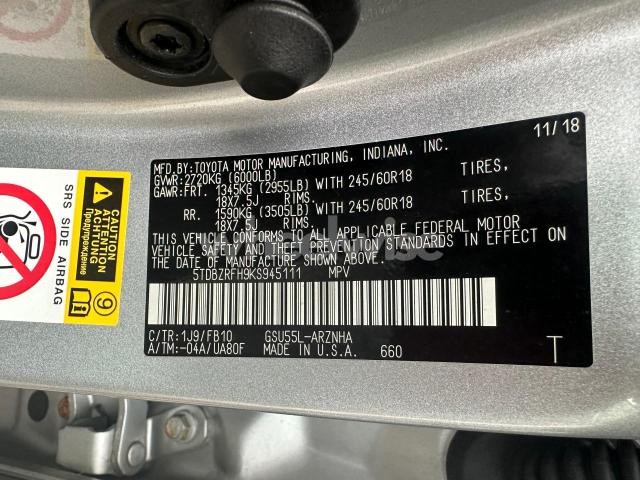 11/18
MFD.BY:TOYOTA MOTOR MANUFACTURING, INDIANA, INC.
GVWR:2720KG (6000LB)
GAWR:FRT. 1345KG (2955LB) WITH 245/60R18 TIRES,
18X7.5J RIMS.
RR. 1590KG (3505LB) WITH 245/60R18 TIRES,
18X7.5J RIMS.
THIS VEHICLE CONFORMS TO ALL APPLICABLE FEDERAL MOTOR
VEHICLE SAFETY AND THEFT PREVENTION STANDARDS IN EFFECT ON
THE DATE OF MANUFACTURE SHOWN ABOVE.
5TDBZRFH9KS945111 MPV
C/TR:1J9/FB10 GSU55L-ARZNHA
A/TM:-04A/UA80F MADE IN U.S.A. 660
T
SRS SIDE AIRBAG
CAUTION
ATTENTION
ACHTUNG
Предупреждение
9